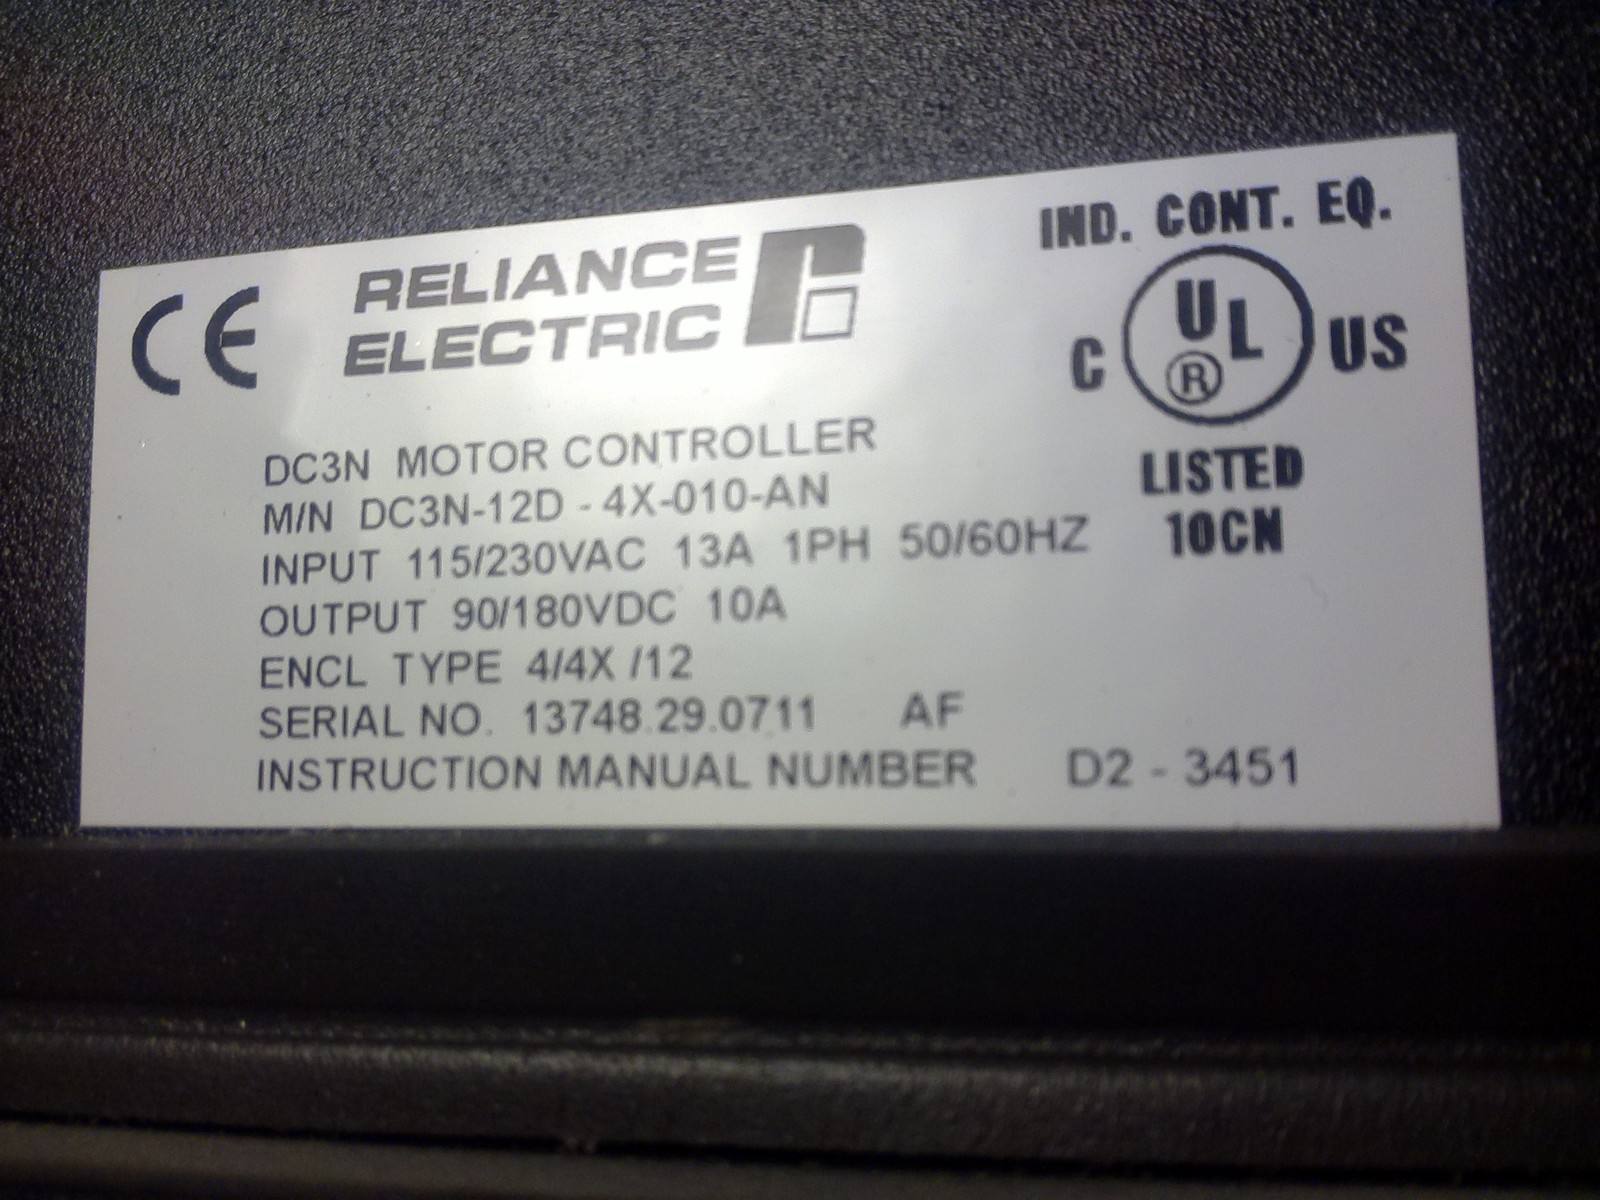 CE
RELIANCE
ELECTRIC
IND. CONT. EQ.
C UL ® US
LISTED
10CN
DC3N MOTOR CONTROLLER
M/N DC3N-12D - 4X-010-AN
INPUT 115/230VAC 13A 1PH 50/60HZ
OUTPUT 90/180VDC 10A
ENCL TYPE 4/4X /12
SERIAL NO. 13748.29.0711 AF
INSTRUCTION MANUAL NUMBER D2 - 3451